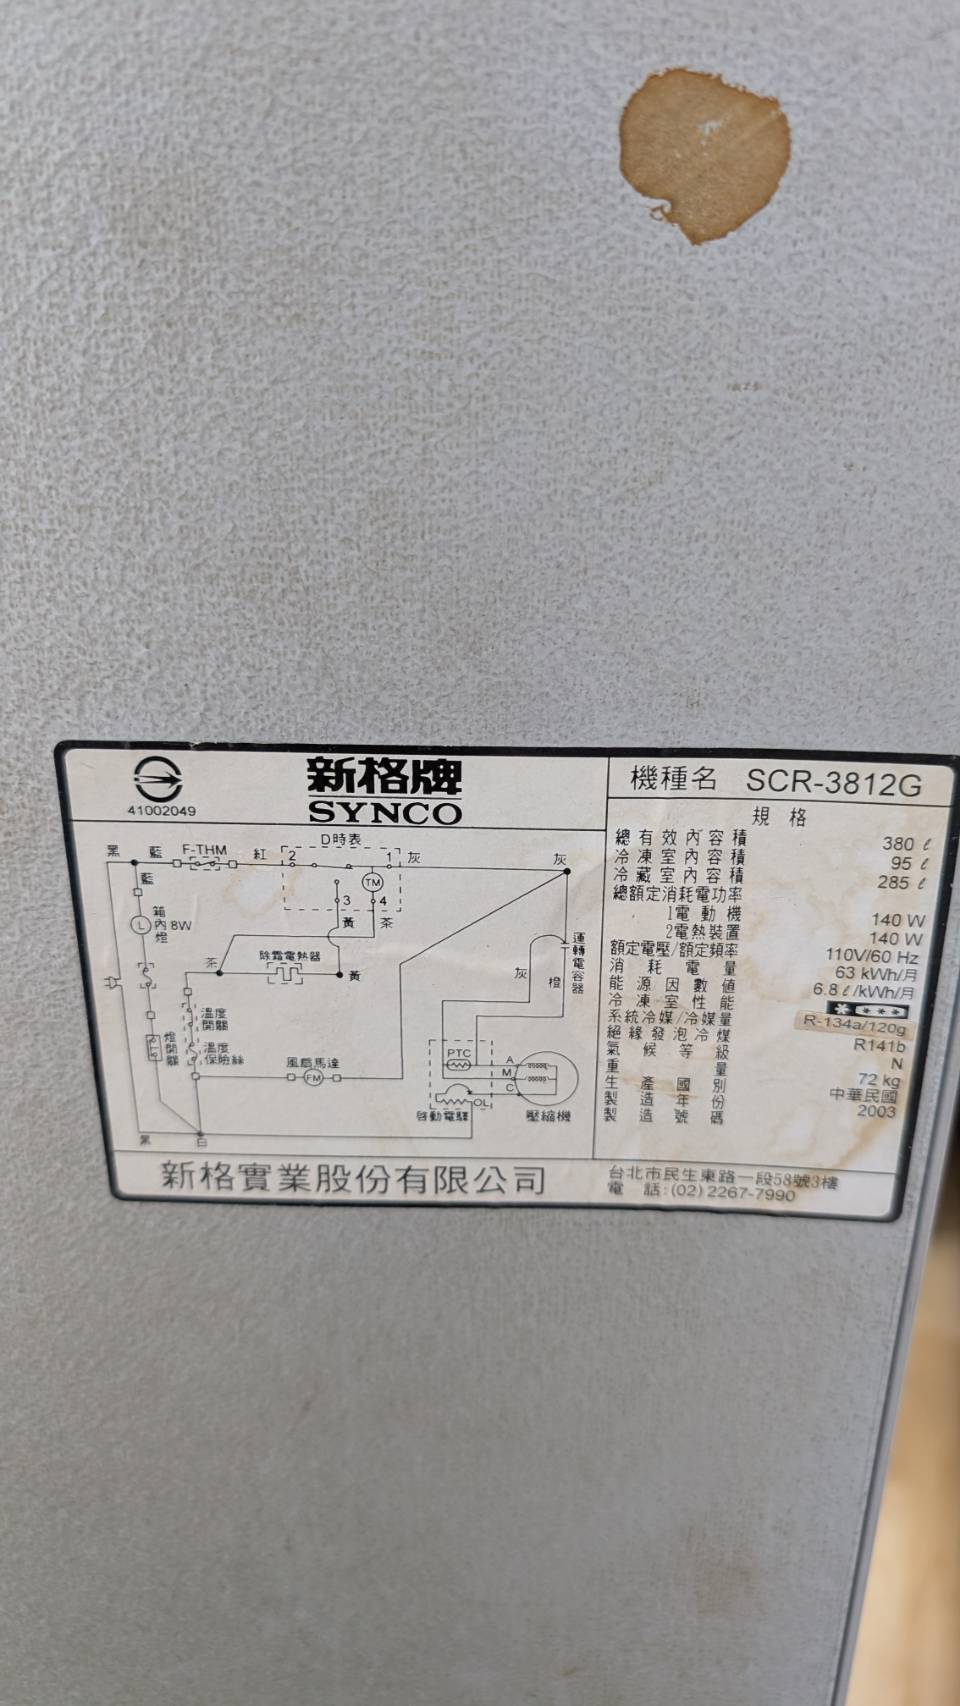 41002049
新格牌
SYNCO
機種名 SCR-3812G
規格
總有效內容積 380ℓ
冷凍室內容積 95ℓ
冷藏室內容積 285ℓ
總額定消耗電功率
1電動機 140 W
2電熱裝置 140 W
額定電壓/額定頻率 110V/60 Hz
消耗電量 63 kWh/月
能源因數值 6.8ℓ/kWh/月
冷凍室性能 * ***
系統冷媒/冷媒量 R-134a/120g
絕緣發泡冷媒 R141b
氣候等級 N
重量 72 kg
生產國別 中華民國
製造年份 2003
製造號碼
D時表
黑 藍 F-THM 紅 2 1 灰 灰
藍
TM
3 4
箱內燈 8W
L
黃 茶
茶 除霜電熱器 黃
運轉電容器
灰 橙
溫度開關
燈開關
溫度保險絲
風扇馬達
FM
PTC
A
M
C
OL
啓動電驛 壓縮機
黑 白
新格實業股份有限公司
台北市民生東路一段58號3樓
電話:(02)2267-7990